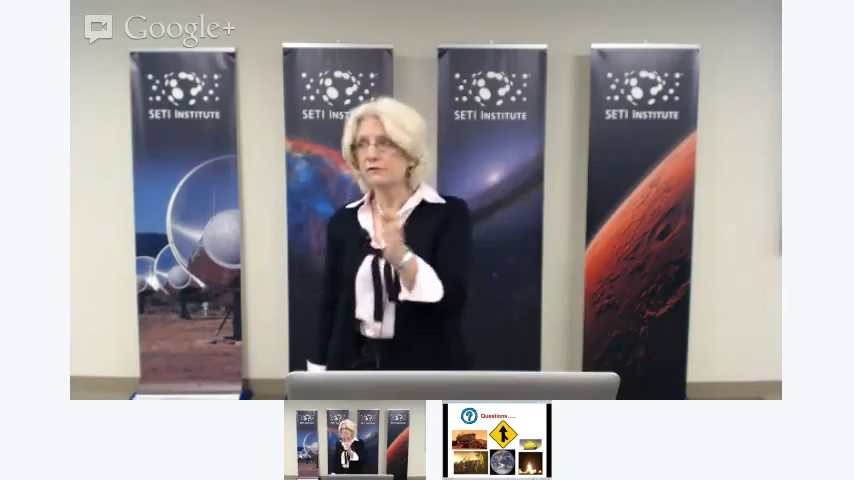 Google+
SETI INSTITUTE
SETI INST
SETI INSTITUTE
SETI INSTITUTE
Questions.....
?